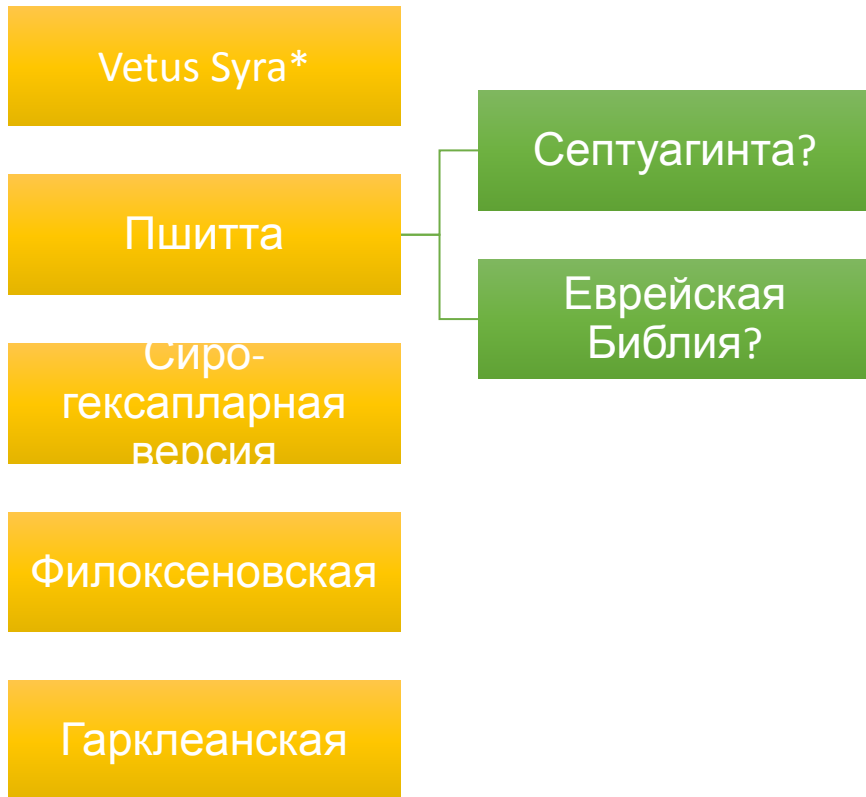 Vetus Syra*
Пшитта
Сиро-
гексапларная
версия
Филоксеновская
Гарклеанская
Септуагинта?
Еврейская
Библия?